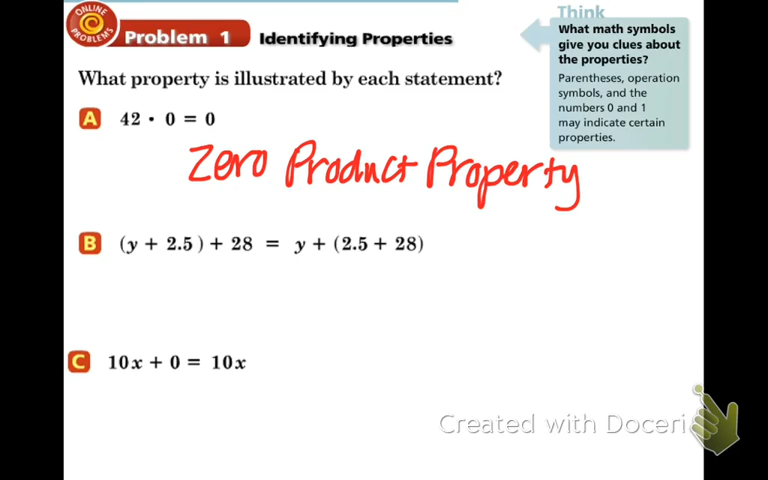 ONLINE
PROBLEMS
Problem 1 Identifying Properties
Think
What math symbols
give you clues about
the properties?
Parentheses, operation
symbols, and the
numbers 0 and 1
may indicate certain
properties.
What property is illustrated by each statement?
A 42 · 0 = 0
Zero Product Property
B (y + 2.5) + 28 = y + (2.5 + 28)
C 10x + 0 = 10x
Created with Doceri